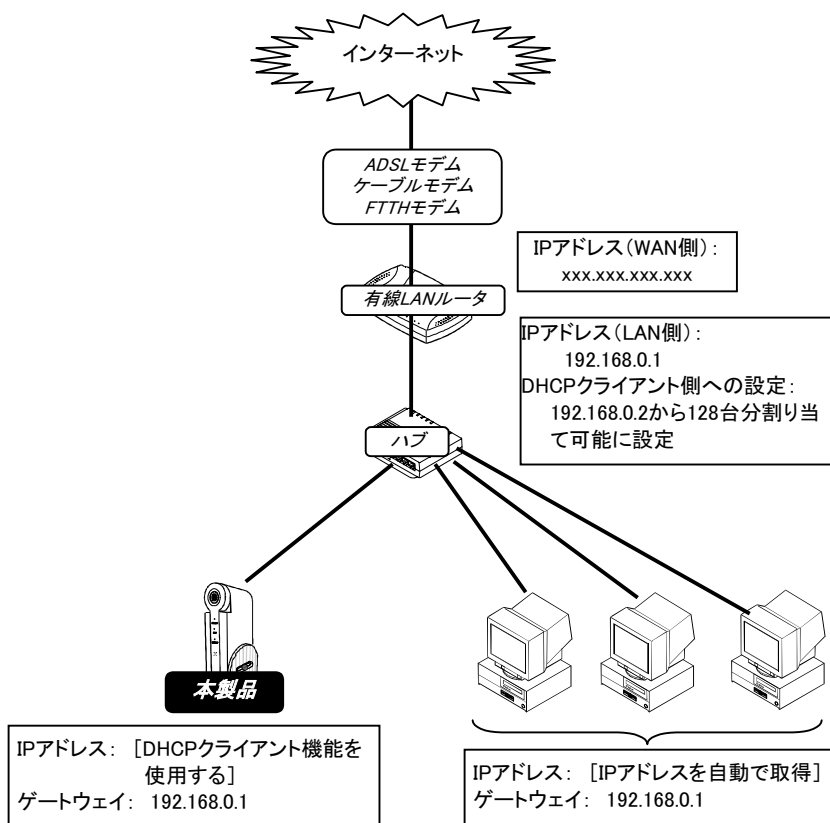 インターネット
ADSLモデム
ケーブルモデム
FTTHモデム
IPアドレス(WAN側):
xxx.xxx.xxx.xxx
有線LANルータ
IPアドレス(LAN側):
192.168.0.1
DHCPクライアント側への設定:
192.168.0.2から128台分割り当
て可能に設定
ハブ
本製品
IPアドレス: [DHCPクライアント機能を
使用する]
ゲートウェイ: 192.168.0.1
IPアドレス: [IPアドレスを自動で取得]
ゲートウェイ: 192.168.0.1